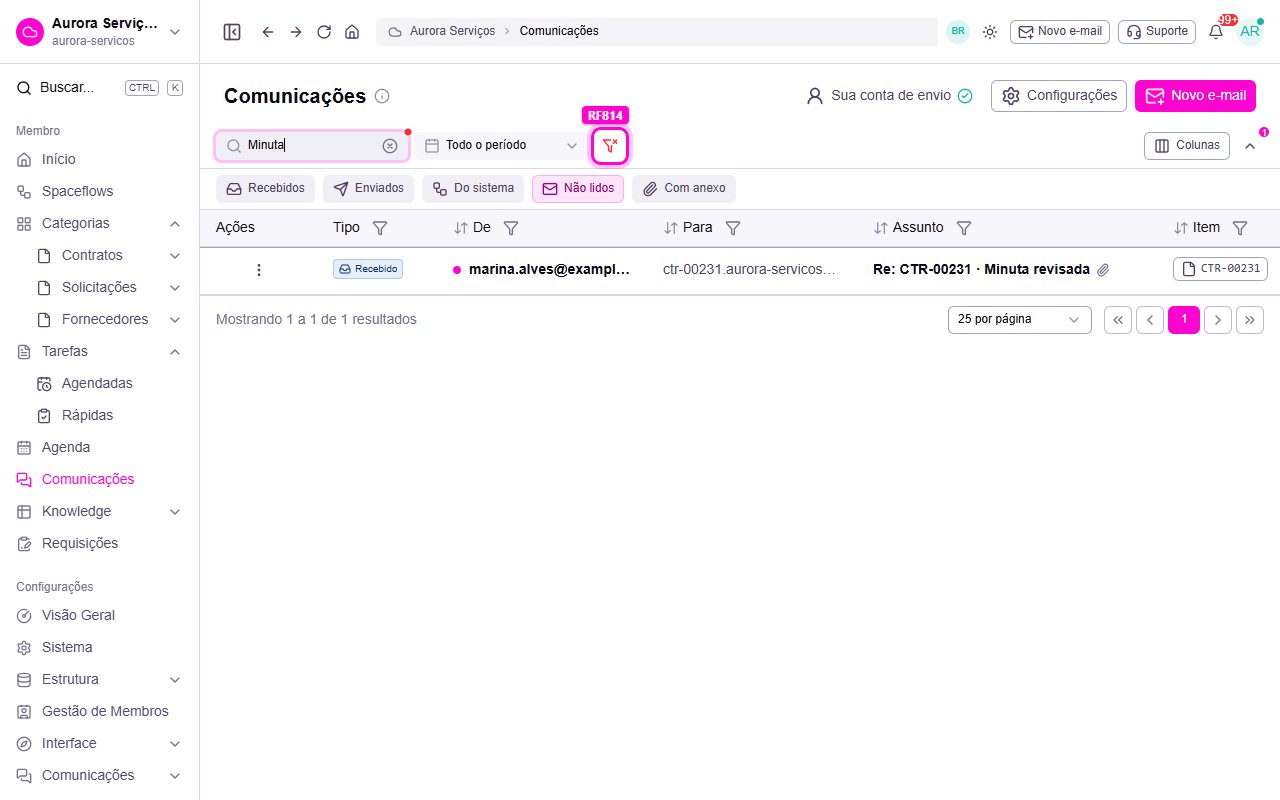 Aurora Serviç...
aurora-servicos
Buscar...
CTRL K
Membro
Início
Spaceflows
Categorias
Contratos
Solicitações
Fornecedores
Tarefas
Agendadas
Rápidas
Agenda
Comunicações
Knowledge
Requisições
Configurações
Visão Geral
Sistema
Estrutura
Gestão de Membros
Interface
Comunicações
Aurora Serviços > Comunicações
BR
Novo e-mail
Suporte
99+
AR
Comunicações
Sua conta de envio
Configurações
Novo e-mail
RF814
Minuta
Todo o período
Colunas
1
Recebidos
Enviados
Do sistema
Não lidos
Com anexo
Ações Tipo De Para Assunto Item
Recebido marina.alves@exampl... ctr-00231.aurora-servicos... Re: CTR-00231 · Minuta revisada CTR-00231
Mostrando 1 a 1 de 1 resultados
25 por página
1